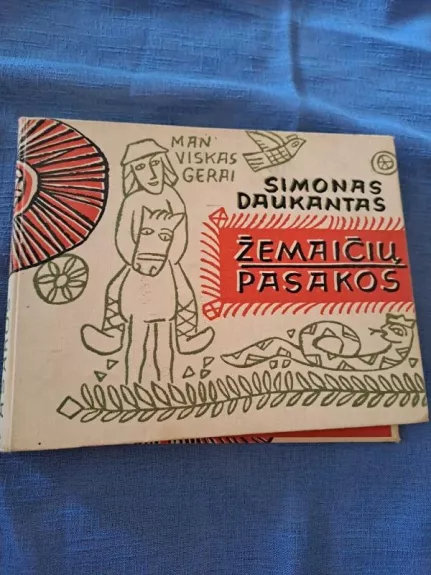 MAN
VISKAS
GERAI
SIMONAS
DAUKANTAS
ŽEMAIČIŲ
PASAKOS